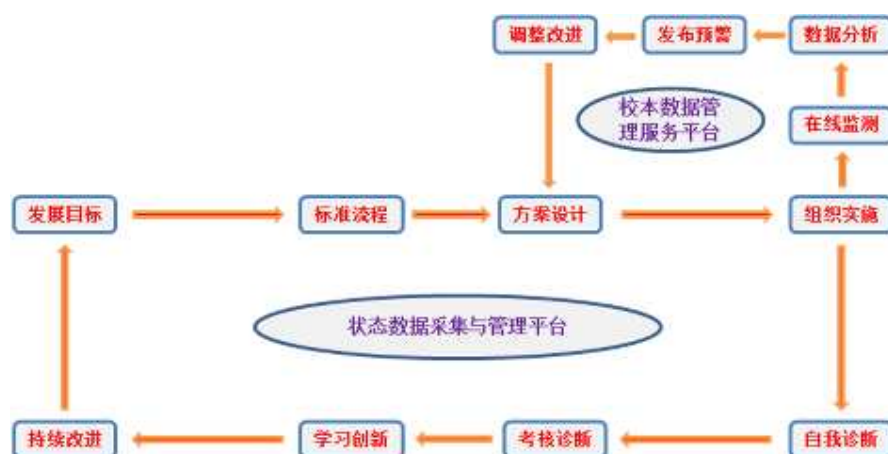 调整改进
发布预警
数据分析
校本数据管
理服务平台
在线监测
发展目标
标准流程
方案设计
组织实施
状态数据采集与管理平台
持续改进
学习创新
考核诊断
自我诊断